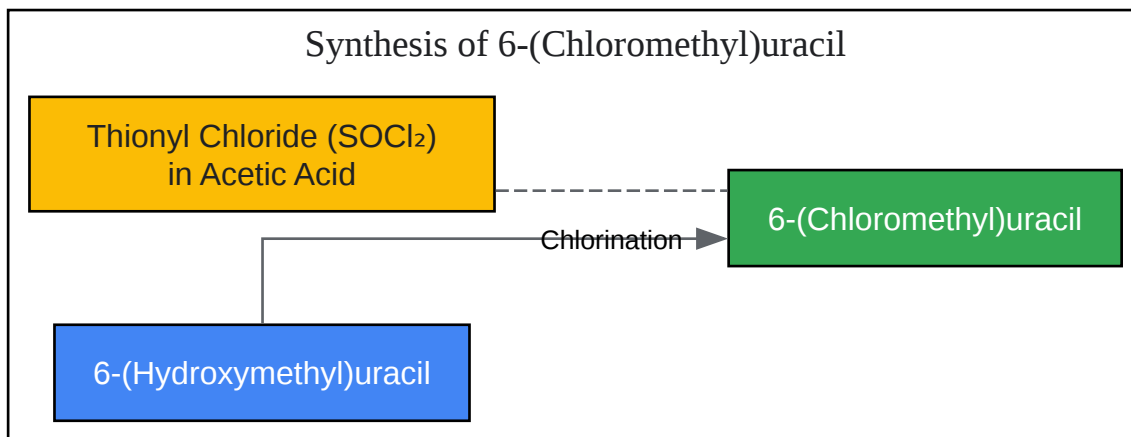 Synthesis of 6-(Chloromethyl)uracil
Thionyl Chloride (SOCl₂)
in Acetic Acid
6-(Chloromethyl)uracil
Chlorination
6-(Hydroxymethyl)uracil